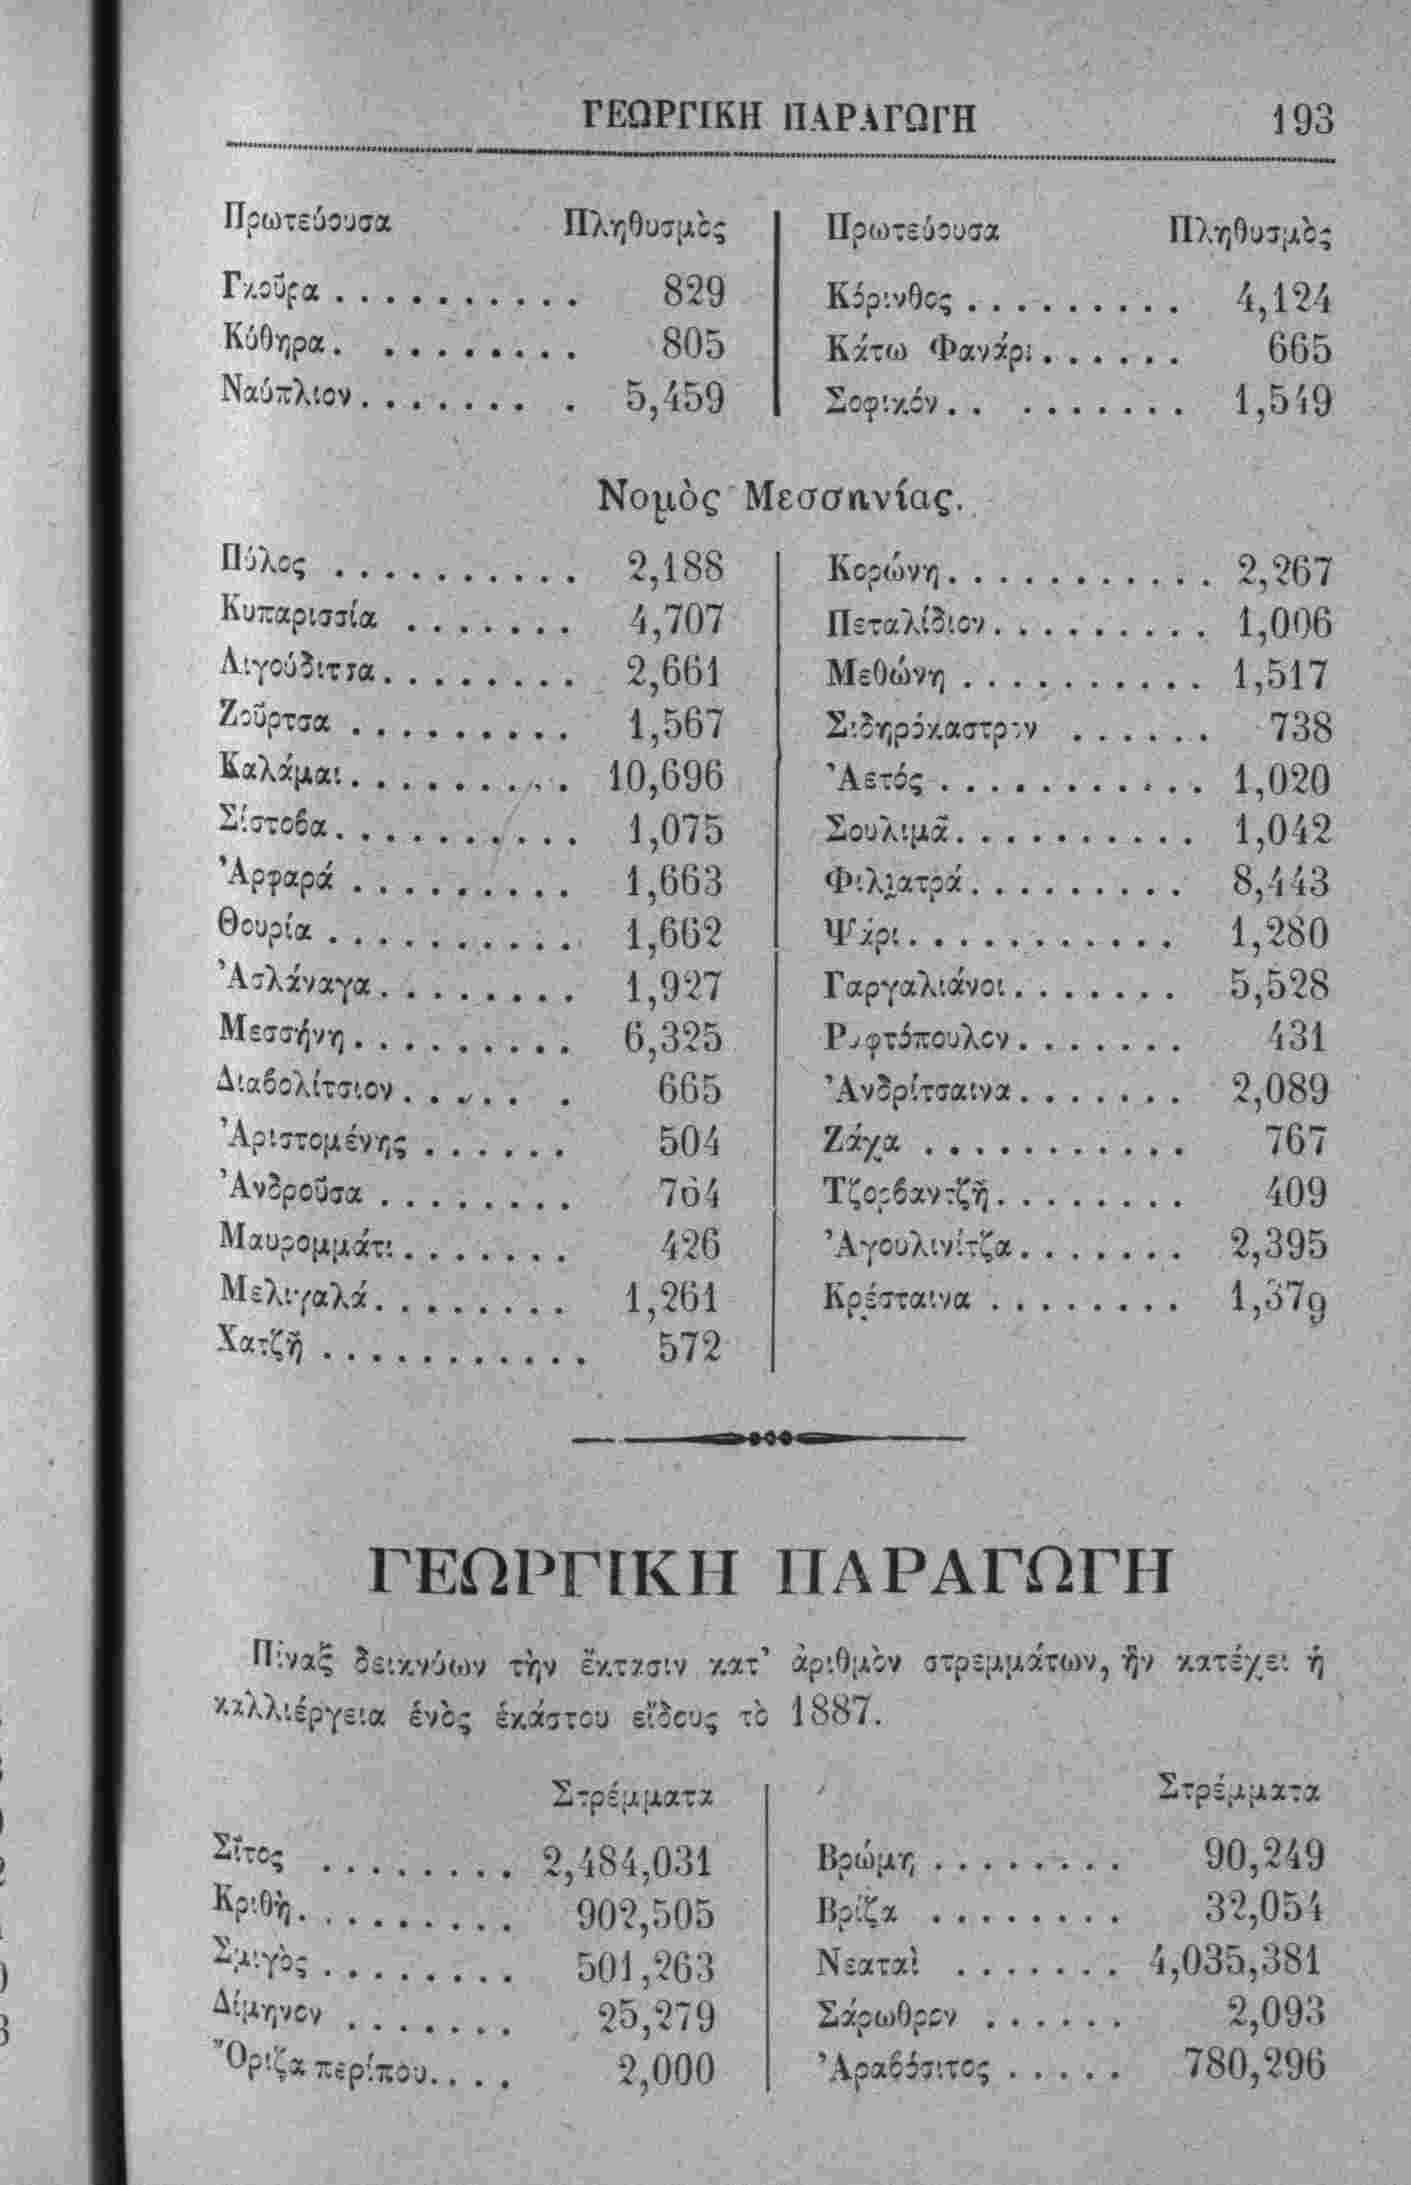 ΓΕΩΡΓΙΚΗ ΠΑΡΑΓΩΓΗ 193
Πρωτεύουσα Πληθυσμὸς
Γκοῦρα . . . . . . . . . . 829
Κύθηρα . . . . . . . . . 805
Ναύπλιον . . . . . . . . 5,459
Πρωτεύουσα Πληθυσμὸς
Κόρινθος . . . . . . . . . 4,124
Κάτω Φανάρι . . . . . . 665
Σοφικόν . . . . . . . . . 1,549
Νομὸς Μεσσηνίας.
Πύλος . . . . . . . . . . 2,188
Κυπαρισσία . . . . . . . 4,707
Λιγούδιτσα . . . . . . . . 2,661
Ζοῦρτσα . . . . . . . . . 1,567
Καλάμαι . . . . . . . . . 10,696
Σίστοβα . . . . . . . . . . 1,075
Ἀρφαρά . . . . . . . . . 1,663
Θουρία . . . . . . . . . . 1,662
Ἀσλάναγα . . . . . . . . 1,927
Μεσσήνη . . . . . . . . . 6,325
Διαβολίτσιον . . . . . . 665
Ἀριστομένης . . . . . . 504
Ἀνδροῦσα . . . . . . . . 764
Μαυρομμάτι . . . . . . . 426
Μελιγαλά . . . . . . . . 1,261
Χατζῆ . . . . . . . . . . . 572
Κορώνη . . . . . . . . . . . 2,267
Πεταλίδιον . . . . . . . . . 1,006
Μεθώνη . . . . . . . . . . 1,517
Σιδηρόκαστρον . . . . . . 738
Ἀετός . . . . . . . . . . . 1,020
Σουλιμᾶ . . . . . . . . . . 1,042
Φιλιατρά . . . . . . . . . 8,443
Ψάρι . . . . . . . . . . . 1,280
Γαργαλιάνοι . . . . . . . 5,528
Ρυφτόπουλον . . . . . . . 431
Ἀνδρίτσαινα . . . . . . . 2,089
Ζάχα . . . . . . . . . . . 767
Τζορβαντζῆ . . . . . . . . 409
Ἀγουλινίτζα . . . . . . . 2,395
Κρέσταινα . . . . . . . . 1,379
ΓΕΩΡΓΙΚΗ ΠΑΡΑΓΩΓΗ
Πίναξ δεικνύων τὴν ἔκτασιν κατ’ ἀριθμὸν στρεμμάτων, ἣν κατέχει ἡ
καλλιέργεια ἑνὸς ἑκάστου εἴδους τὸ 1887.
Στρέμματα
Σῖτος . . . . . . . . 2,484,031
Κριθὴ . . . . . . . . . 902,505
Σμιγὸς . . . . . . . . 501,263
Δίμηνον . . . . . . . 25,279
Ὄριζα περίπου . . . . 2,000
Στρέμματα
Βρώμη . . . . . . . . 90,249
Βρίζα . . . . . . . . 32,054
Νεαταὶ . . . . . . . 4,035,381
Σάρωθρον . . . . . . 2,093
Ἀραβόσιτος . . . . . 780,296